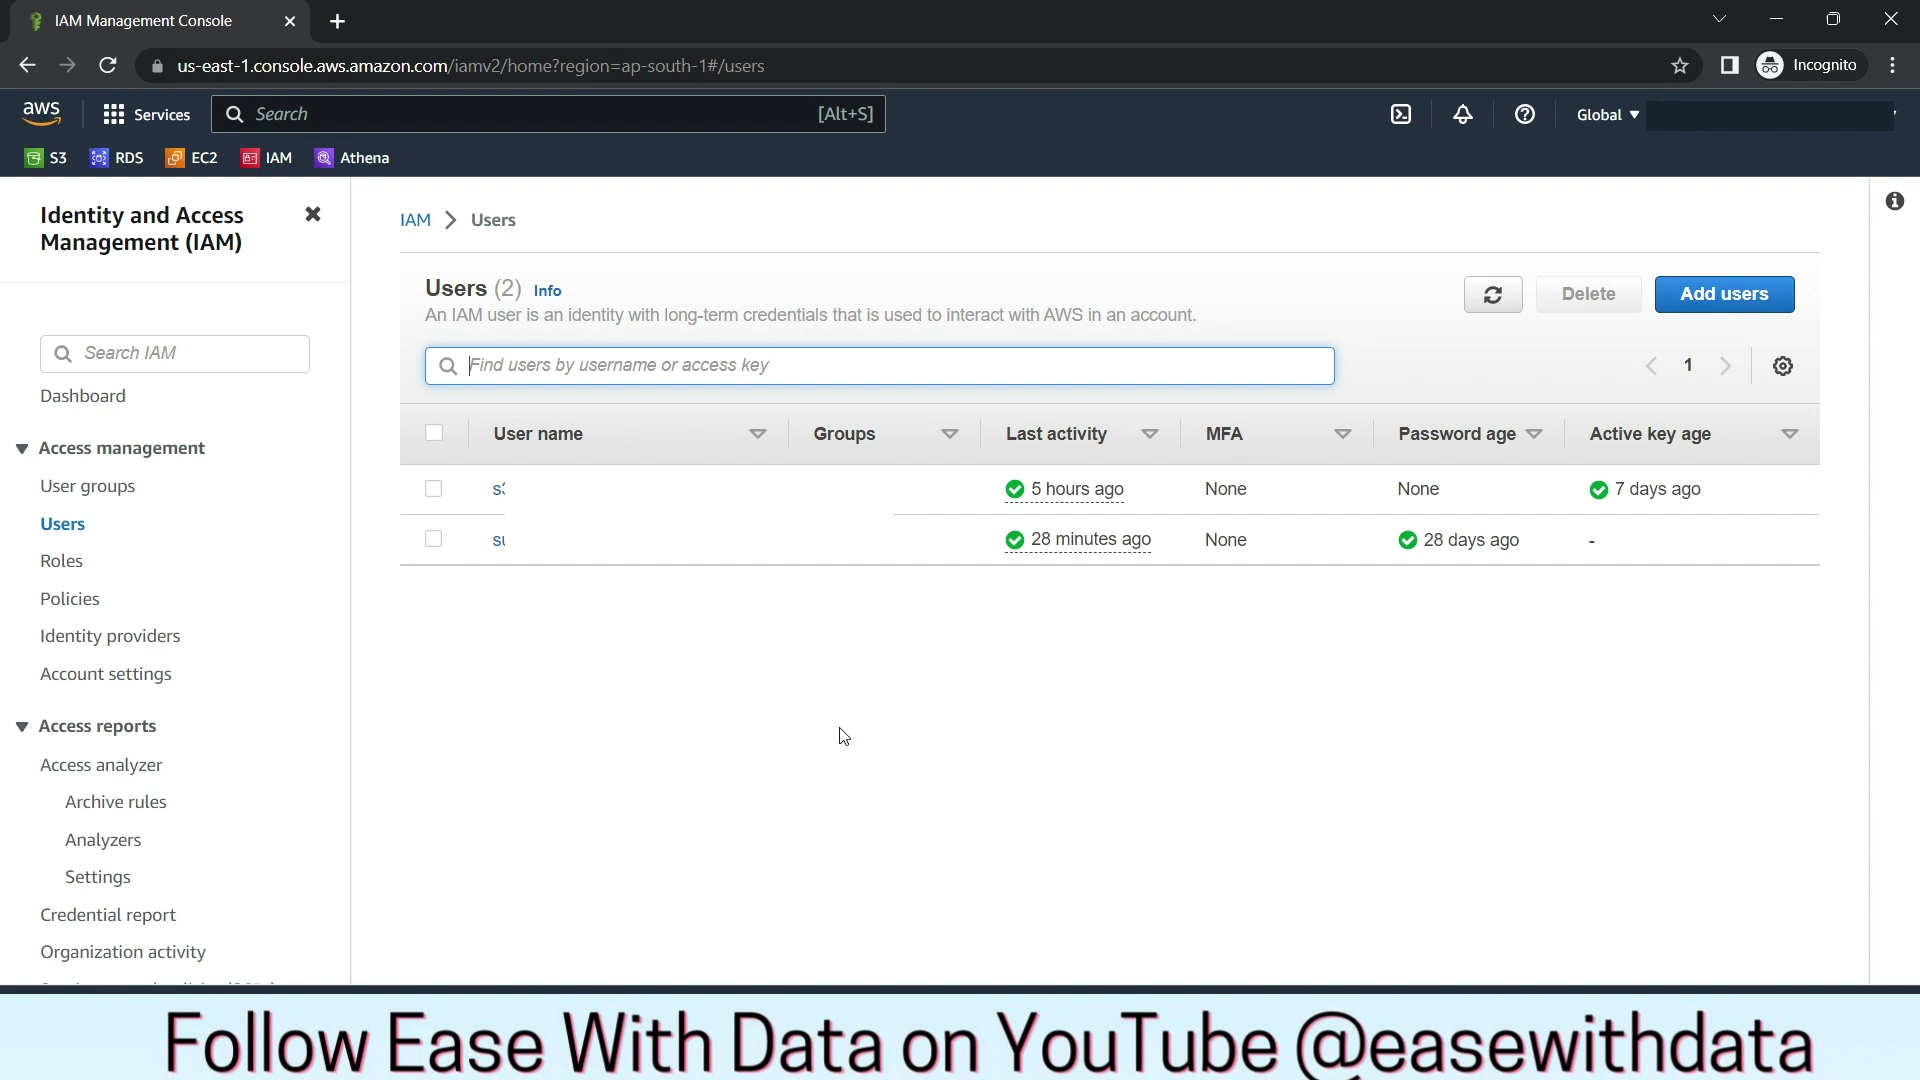 IAM Management Console
us-east-1.console.aws.amazon.com/iamv2/home?region=ap-south-1#/users
Incognito
aws
Services
Search
[Alt+S]
Global
S3
RDS
EC2
IAM
Athena
Identity and Access
Management (IAM)
Search IAM
Dashboard
Access management
User groups
Users
Roles
Policies
Identity providers
Account settings
Access reports
Access analyzer
Archive rules
Analyzers
Settings
Credential report
Organization activity
IAM > Users
Users (2) Info
An IAM user is an identity with long-term credentials that is used to interact with AWS in an account.
Delete
Add users
Find users by username or access key
1
User name Groups Last activity MFA Password age Active key age
5 hours ago None None 7 days ago
28 minutes ago None 28 days ago -
Follow Ease With Data on YouTube @easewithdata